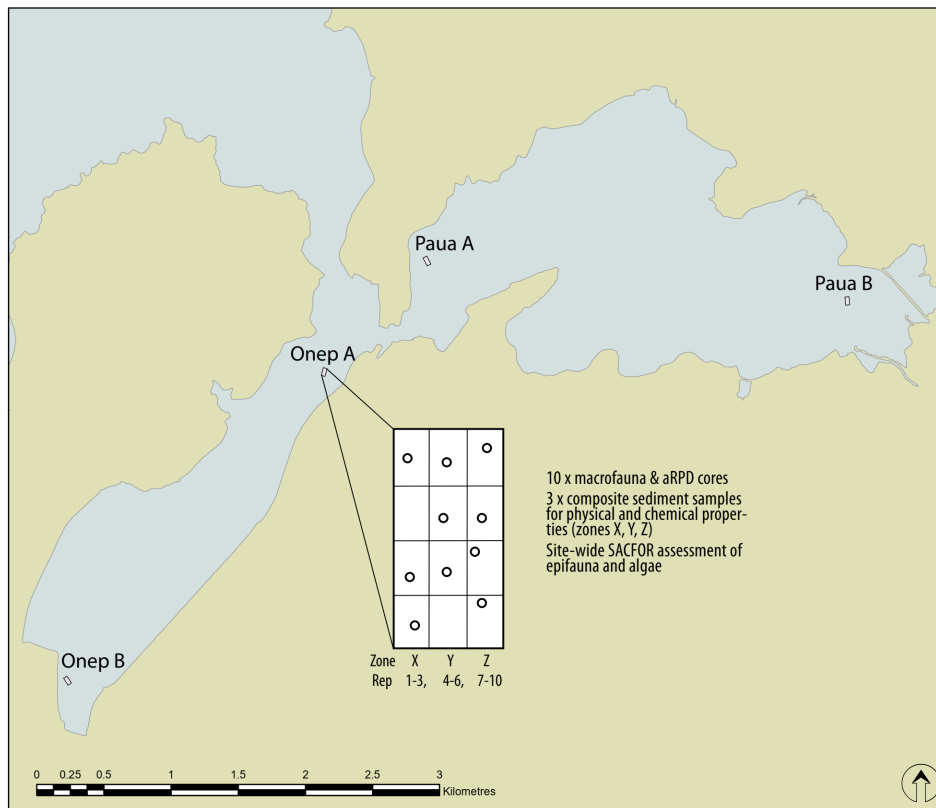 Paua A
Paua B
Onep A
10 x macrofauna & aRPD cores
3 x composite sediment samples
for physical and chemical proper-
ties (zones X, Y, Z)
Site-wide SACFOR assessment of
epifauna and algae
Onep B
Zone X Y Z
Rep 1-3, 4-6, 7-10
0 0.25 0.5 1 1.5 2 2.5 3
Kilometres